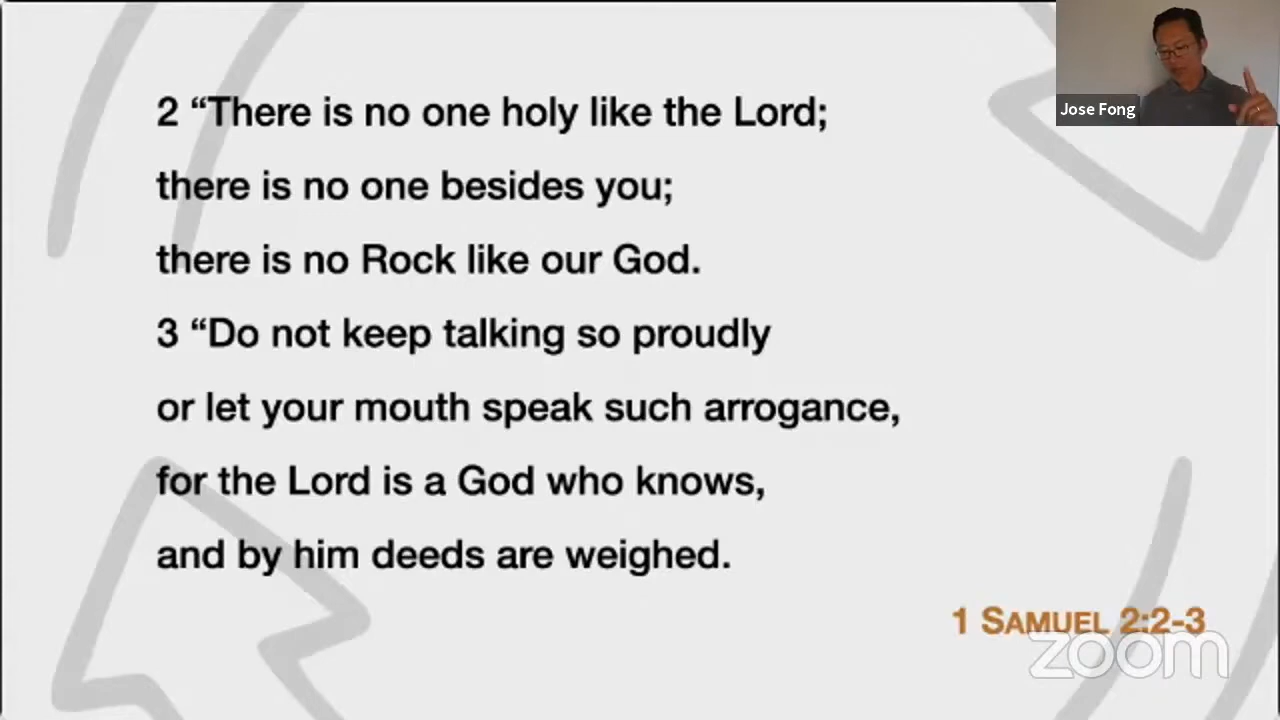 2 “There is no one holy like the Lord;
there is no one besides you;
there is no Rock like our God.
3 “Do not keep talking so proudly
or let your mouth speak such arrogance,
for the Lord is a God who knows,
and by him deeds are weighed.
1 SAMUEL 2:2-3
zoom
Jose Fong